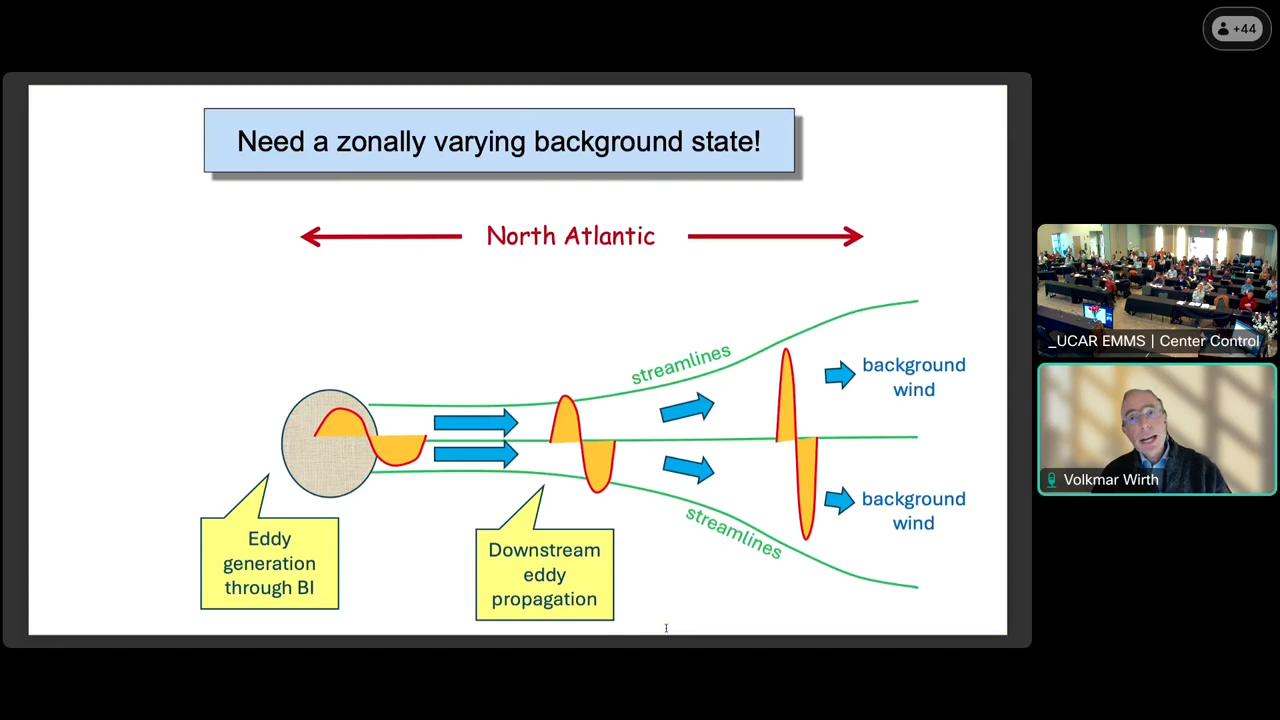 +44
Need a zonally varying background state!
North Atlantic
streamlines
background
wind
streamlines
background
wind
Eddy
generation
through BI
Downstream
eddy
propagation
_UCAR EMMS | Center Control
Volkmar Wirth